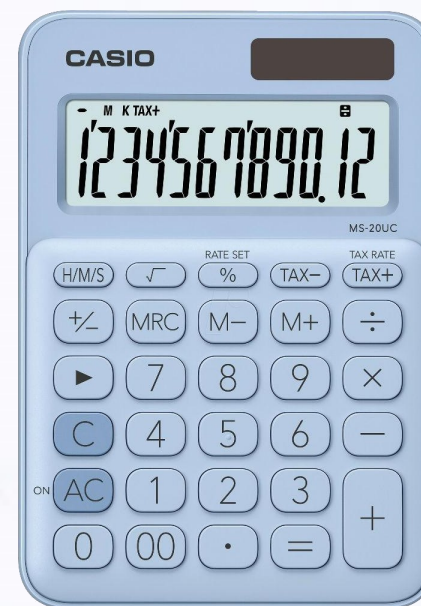 CASIO
- M K TAX+ ÷
1'234'567'890.12
MS-20UC
RATE SET TAX RATE
H/M/S √ % TAX− TAX+
+/− MRC M− M+ ÷
▶ 7 8 9 ×
C 4 5 6 −
ON AC 1 2 3 +
0 00 · =